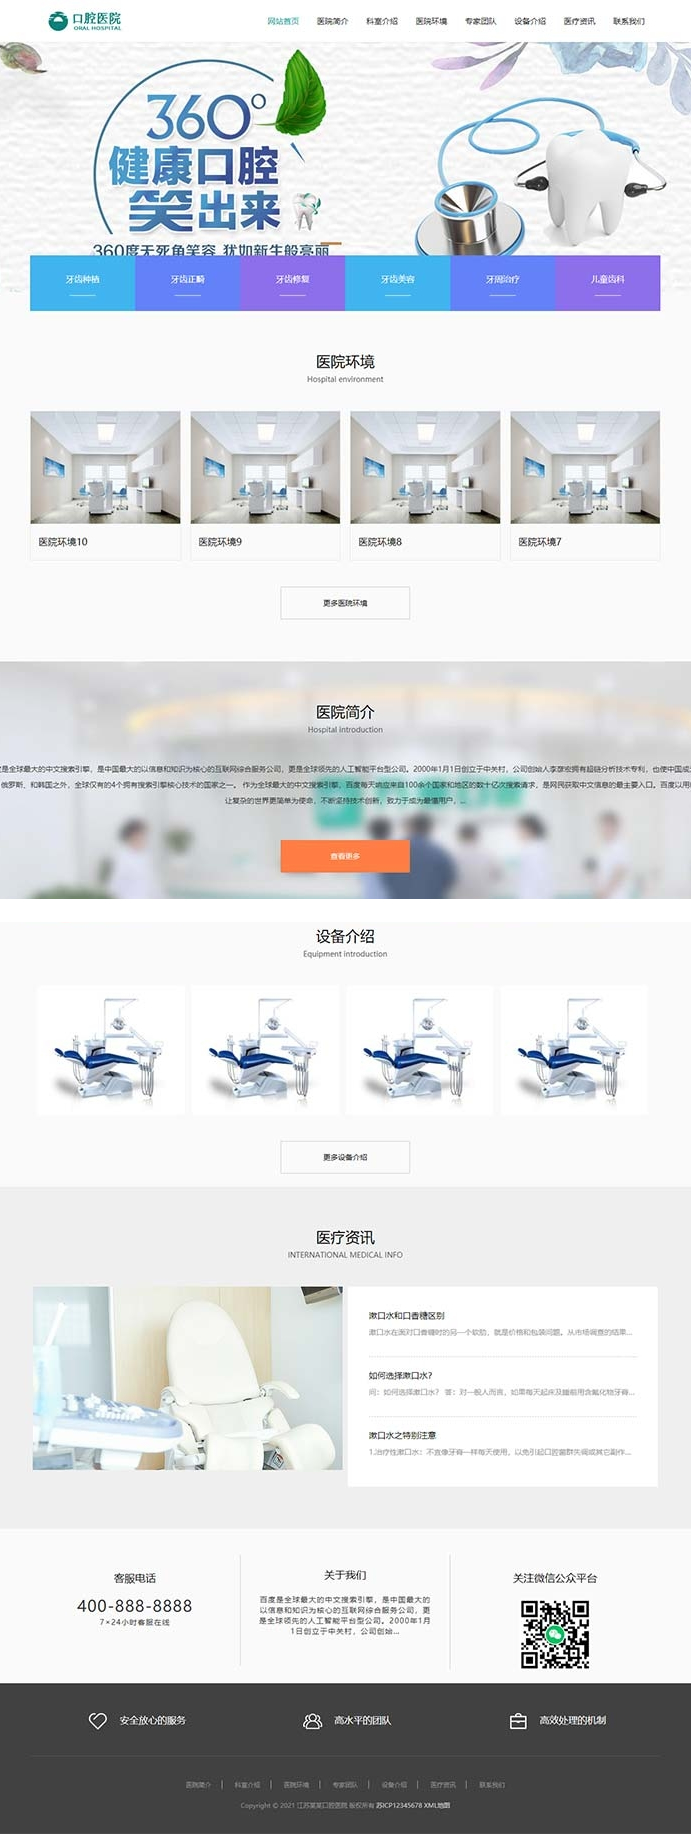 口腔医院
ORAL HOSPITAL
网站首页 医院简介 科室介绍 医院环境 专家团队 设备介绍 医疗资讯 联系我们
360°
健康口腔
笑出来
360度无死角笑容 犹如新生般亮丽
牙齿种植 牙齿正畸 牙齿修复 牙齿美容 牙周治疗 儿童齿科
医院环境
Hospital environment
医院环境10 医院环境9 医院环境8 医院环境7
更多医院环境
医院简介
Hospital introduction
是全球最大的中文搜索引擎，是中国最大的以信息和知识为核心的互联网综合服务公司，更是全球领先的人工智能平台型公司。2000年1月1日创立于中关村，公司创始人李彦宏拥有超链分析技术专利，也使中国成
俄罗斯、和韩国之外，全球仅有的4个拥有搜索引擎核心技术的国家之一。 作为全球最大的中文搜索引擎，百度每天响应来自100余个国家和地区的数十亿次搜索请求，是网民获取中文信息的最主要入口。百度以用
让复杂的世界更简单为使命，不断坚持技术创新，致力于成为最懂用户，...
查看更多
设备介绍
Equipment introduction
更多设备介绍
医疗资讯
INTERNATIONAL MEDICAL INFO
漱口水和口香糖区别
漱口水在面对口香糖时的另一个软肋，就是价格和包装问题。从市场调查的结果...
如何选择漱口水？
问：如何选择漱口水？ 答：对一般人而言，如果每天起床及睡前用含氟化物牙膏...
漱口水之特别注意
1.治疗性漱口水：不宜像牙膏一样每天使用，以免引起口腔菌群失调或其它副作...
客服电话
400-888-8888
7×24小时客服在线
关于我们
百度是全球最大的中文搜索引擎，是中国最大的
以信息和知识为核心的互联网综合服务公司，更
是全球领先的人工智能平台型公司。2000年1月
1日创立于中关村，公司创始...
关注微信公众平台
安全放心的服务 高水平的团队 高效处理的机制
医院简介 | 科室介绍 | 医院环境 | 专家团队 | 设备介绍 | 医疗资讯 | 联系我们
Copyright © 2021 江苏某某口腔医院 版权所有 苏ICP12345678 XML地图